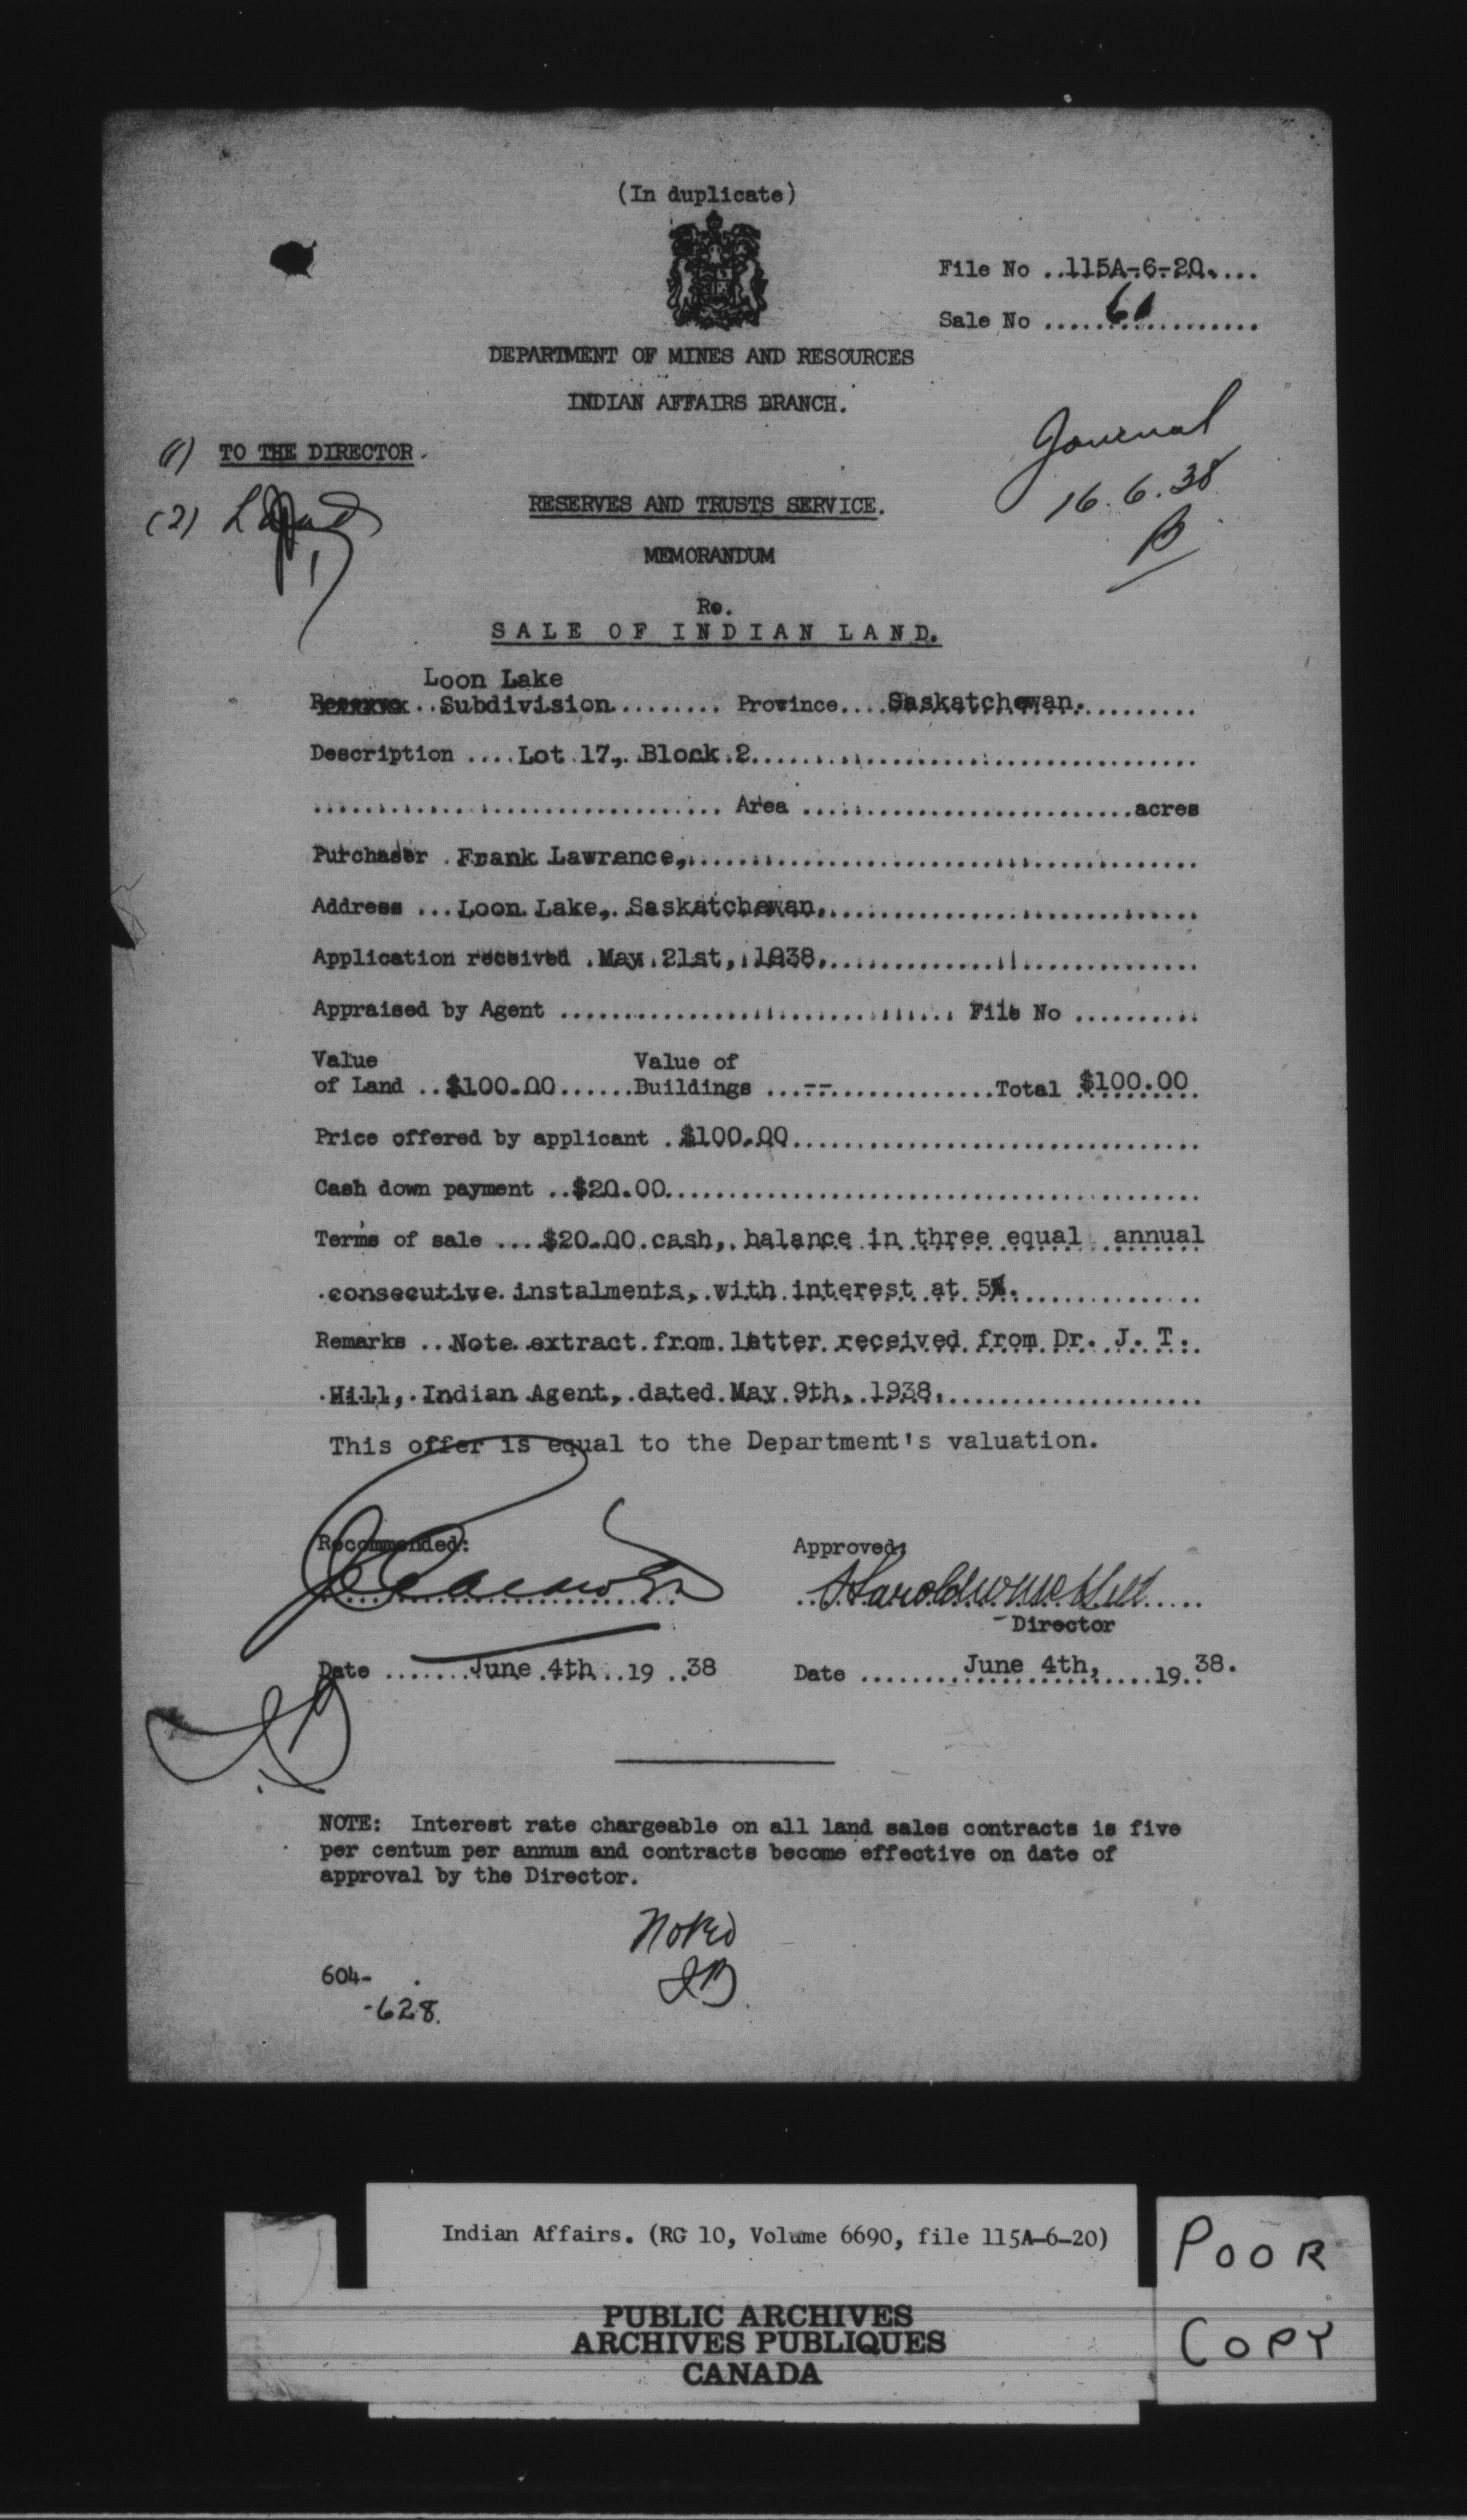 (In duplicate)
File No ..115A-6-20.....
Sale No ......61..........
DEPARTMENT OF MINES AND RESOURCES
INDIAN AFFAIRS BRANCH.
Journal
16.6.38
(1) TO THE DIRECTOR.
(2)
RESERVES AND TRUSTS SERVICE.
MEMORANDUM
Re.
SALE OF INDIAN LAND.
Loon Lake
Reserve ..Subdivision......... Province....Saskatchewan..........
Description ....Lot 17, Block 2...................................
................................ Area ..........................acres
Purchaser .Frank Lawrence,........................................
Address ...Loon Lake, Saskatchewan,..............................
Application received .May 21st, 1938,.............................
Appraised by Agent ............................... File No ..........
Value Value of
of Land ..$100.00......Buildings ...--.............Total $100.00
Price offered by applicant .$100.00................................
Cash down payment ..$20.00..........................................
Terms of sale ....$20.00 cash, balance in three equal annual
.consecutive instalments, with interest at 5%...............
Remarks ..Note extract from letter received from Dr. J. T.
.Hill, Indian Agent, dated May 9th, 1938.....................
This offer is equal to the Department's valuation.
Recommended: Approved:
Director
Date .......June 4th..19 ..38 Date ........June 4th,....19..38.
NOTE: Interest rate chargeable on all land sales contracts is five
per centum per annum and contracts become effective on date of
approval by the Director.
Noted
604-
-628.
Indian Affairs. (RG 10, Volume 6690, file 115A-6-20)
PUBLIC ARCHIVES
ARCHIVES PUBLIQUES
CANADA
POOR
COPY